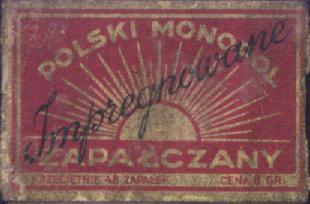 POLSKI MONOPOL
Impregnowane
ZAPAŁCZANY
PRZECIĘTNIE 48 ZAPAŁEK CENA 8 GR.